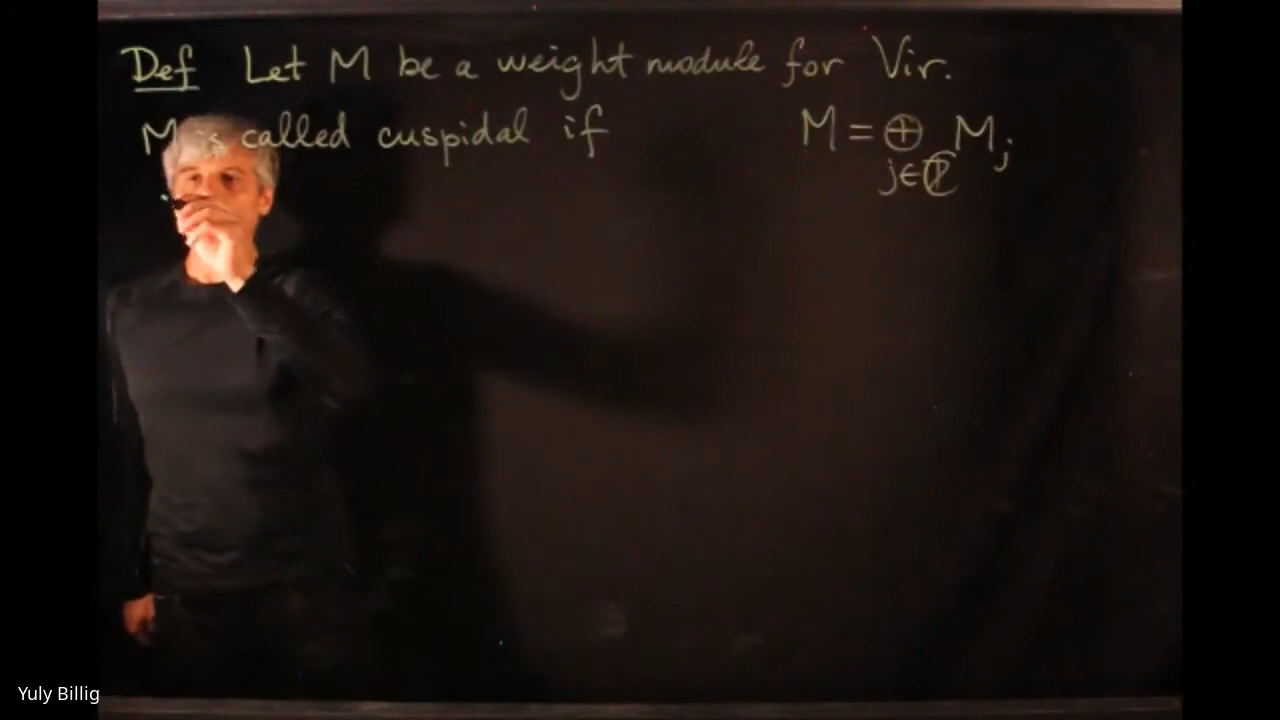 Def Let M be a weight module for Vir.
M is called cuspidal if M = ⊕ M_j
j∈ℂ
Yuly Billig